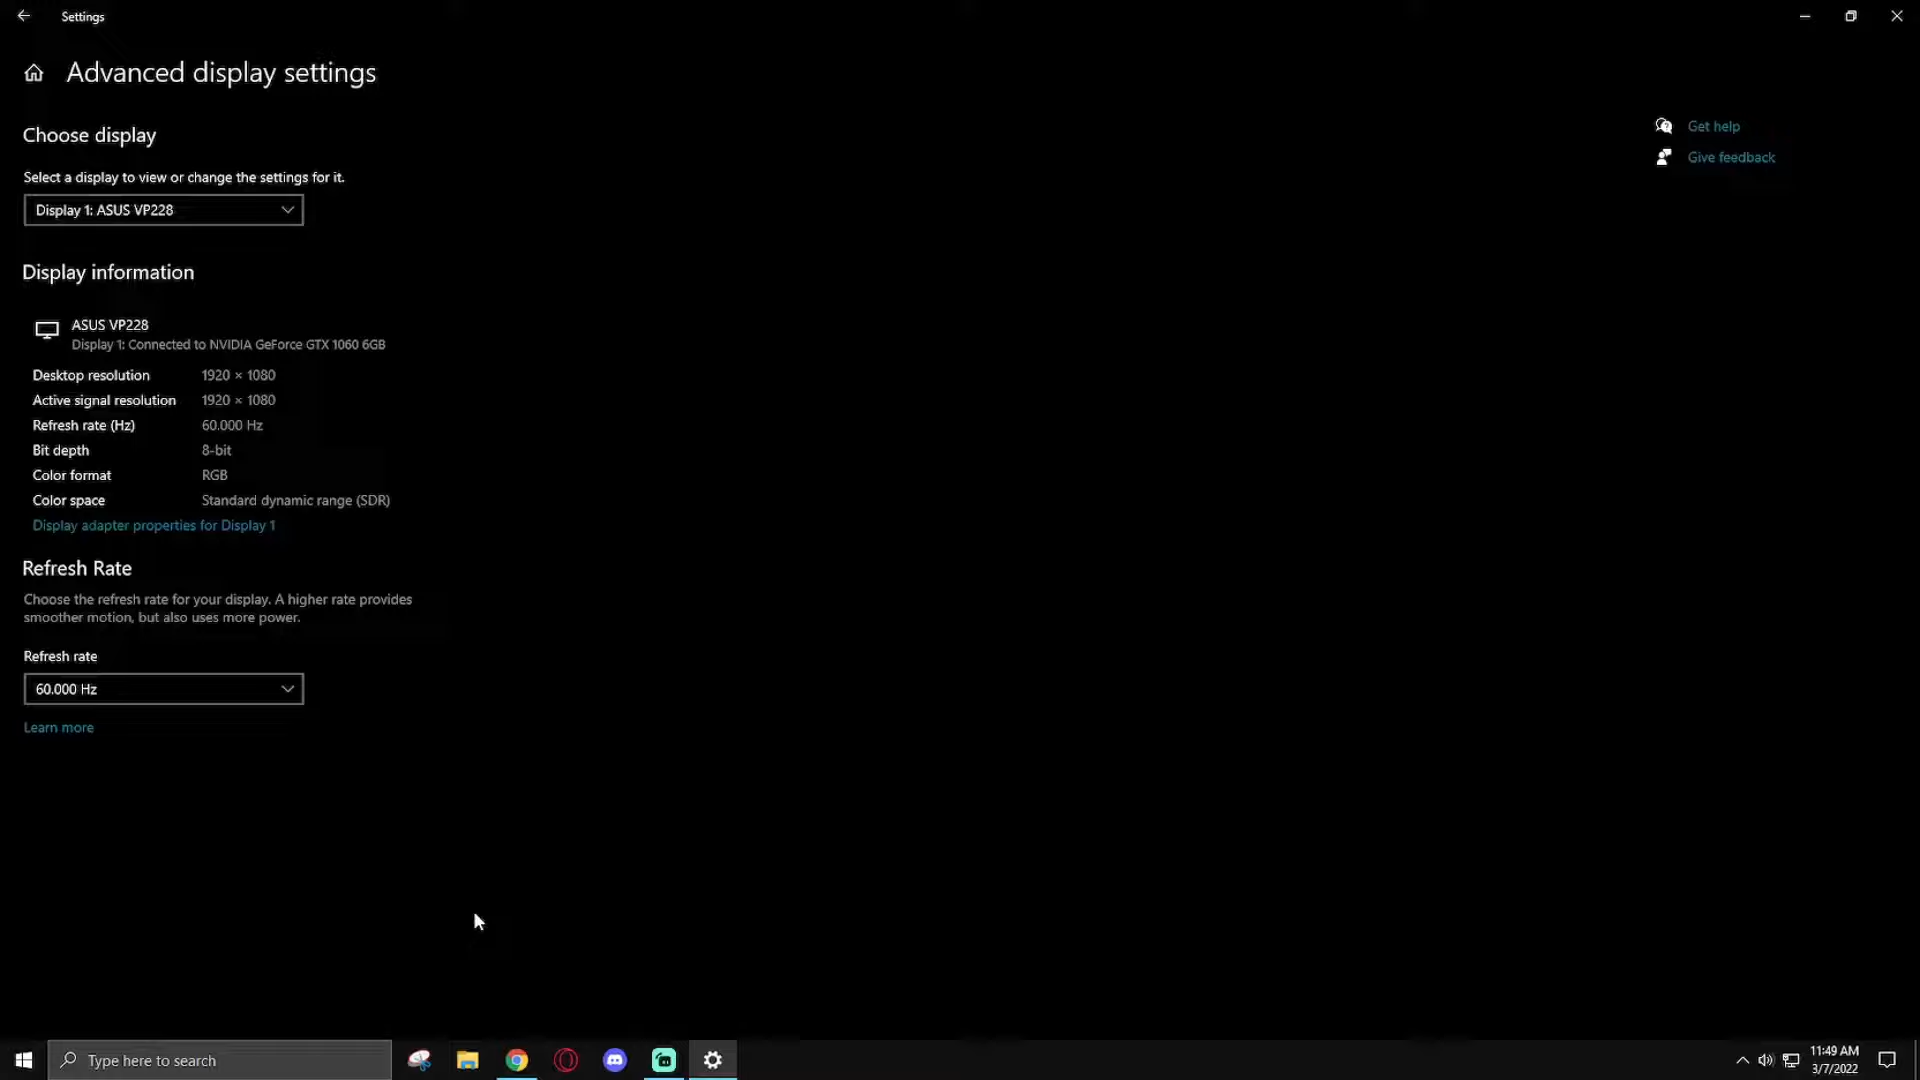 Settings
Advanced display settings
Choose display
Select a display to view or change the settings for it.
Display 1: ASUS VP228
Get help
Give feedback
Display information
ASUS VP228
Display 1: Connected to NVIDIA GeForce GTX 1060 6GB
Desktop resolution 1920 × 1080
Active signal resolution 1920 × 1080
Refresh rate (Hz) 60.000 Hz
Bit depth 8-bit
Color format RGB
Color space Standard dynamic range (SDR)
Display adapter properties for Display 1
Refresh Rate
Choose the refresh rate for your display. A higher rate provides
smoother motion, but also uses more power.
Refresh rate
60.000 Hz
Learn more
Type here to search
11:49 AM
3/7/2022